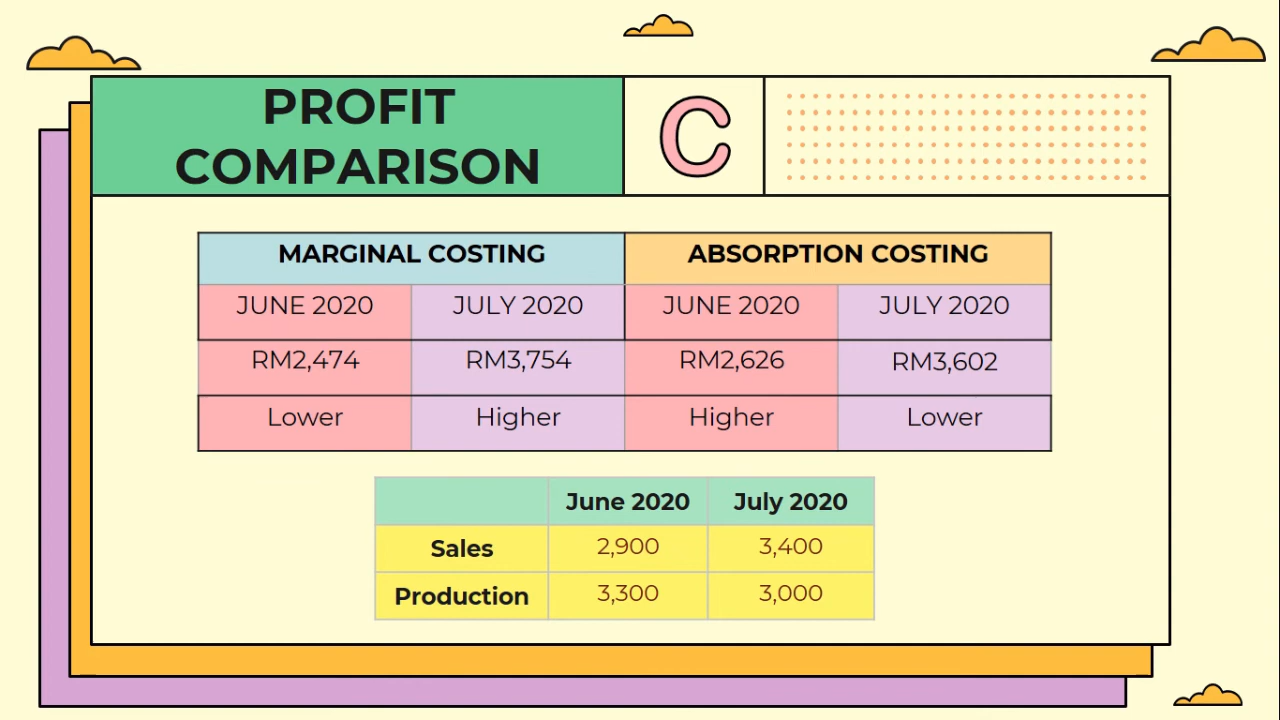 PROFIT
COMPARISON
C
MARGINAL COSTING ABSORPTION COSTING
JUNE 2020 JULY 2020 JUNE 2020 JULY 2020
RM2,474 RM3,754 RM2,626 RM3,602
Lower Higher Higher Lower
June 2020 July 2020
Sales 2,900 3,400
Production 3,300 3,000